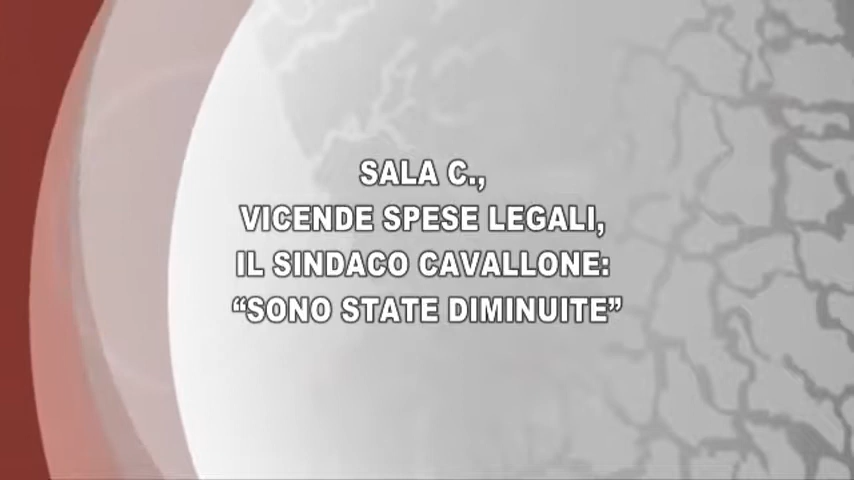 SALA C.,
VICENDE SPESE LEGALI,
IL SINDACO CAVALLONE:
“SONO STATE DIMINUITE”